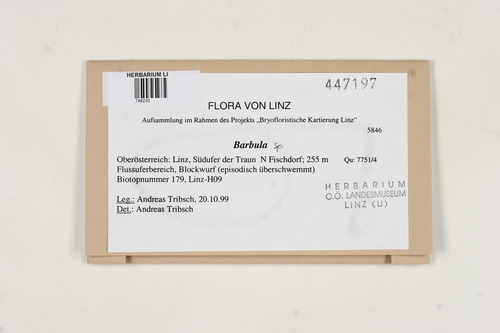 HERBARIUM LI
746230
447197
FLORA VON LINZ
Aufsammlung im Rahmen des Projekts „Bryofloristische Kartierung Linz"
5846
Barbula sp
Oberösterreich: Linz, Südufer der Traun N Fischdorf; 255 m Qu: 7751/4
Flussuferbereich, Blockwurf (episodisch überschwemmt)
Biotopnummer 179, Linz-H09
HERBARIUM
O.Ö. LANDESMUSEUM
LINZ (LI)
Leg.: Andreas Tribsch, 20.10.99
Det.: Andreas Tribsch